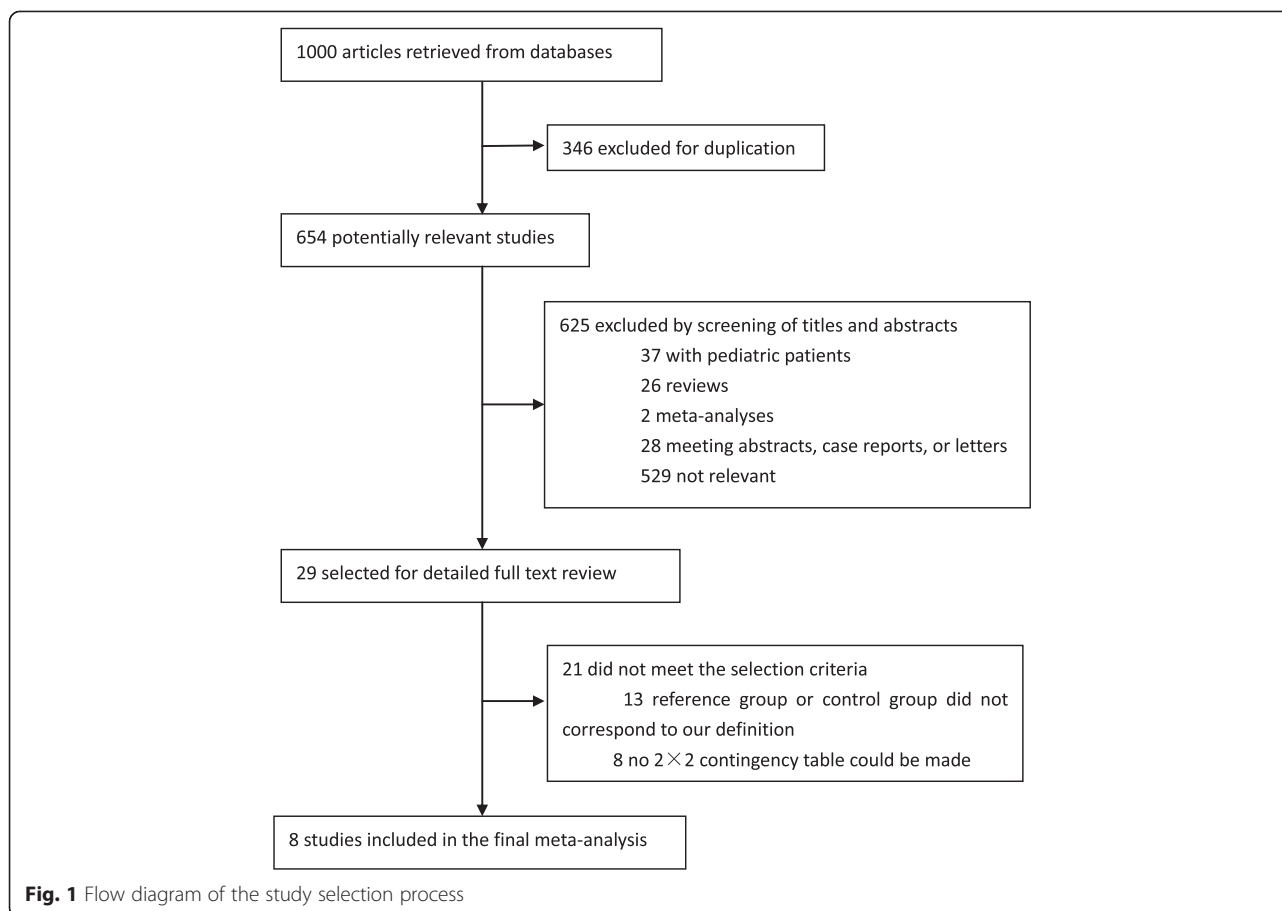 1000 articles retrieved from databases
346 excluded for duplication
654 potentially relevant studies
625 excluded by screening of titles and abstracts
37 with pediatric patients
26 reviews
2 meta-analyses
28 meeting abstracts, case reports, or letters
529 not relevant
29 selected for detailed full text review
21 did not meet the selection criteria
13 reference group or control group did not
correspond to our definition
8 no 2×2 contingency table could be made
8 studies included in the final meta-analysis
Fig. 1 Flow diagram of the study selection process